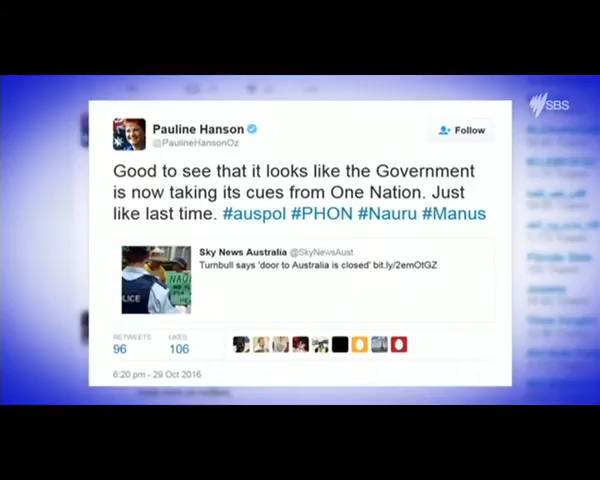 SBS
Pauline Hanson
@PaulineHansonOz
Follow
Good to see that it looks like the Government
is now taking its cues from One Nation. Just
like last time. #auspol #PHON #Nauru #Manus
Sky News Australia @SkyNewsAust
Turnbull says 'door to Australia is closed' bit.ly/2emOtGZ
NAU
LICE
RETWEETS
LIKES
96
106
6:20 pm - 29 Oct 2016